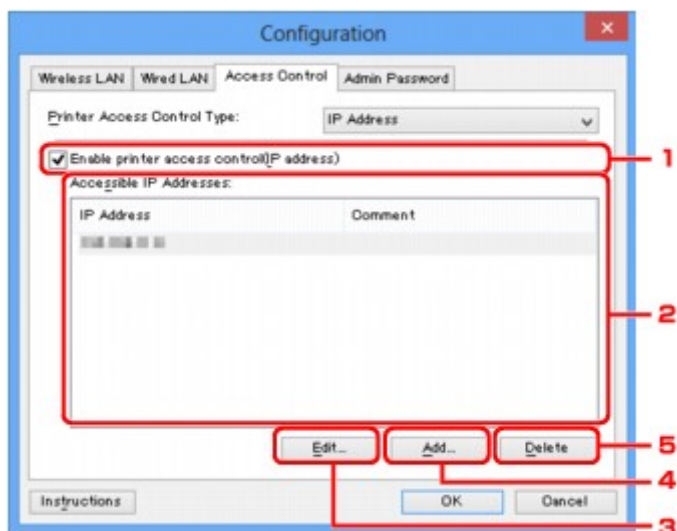 Configuration
Wireless LAN Wired LAN Access Control Admin Password
Printer Access Control Type: IP Address
Enable printer access control(IP address) 1
Accessible IP Addresses:
IP Address Comment
2
Edit... Add... Delete 5
4
Instructions OK Cancel
3